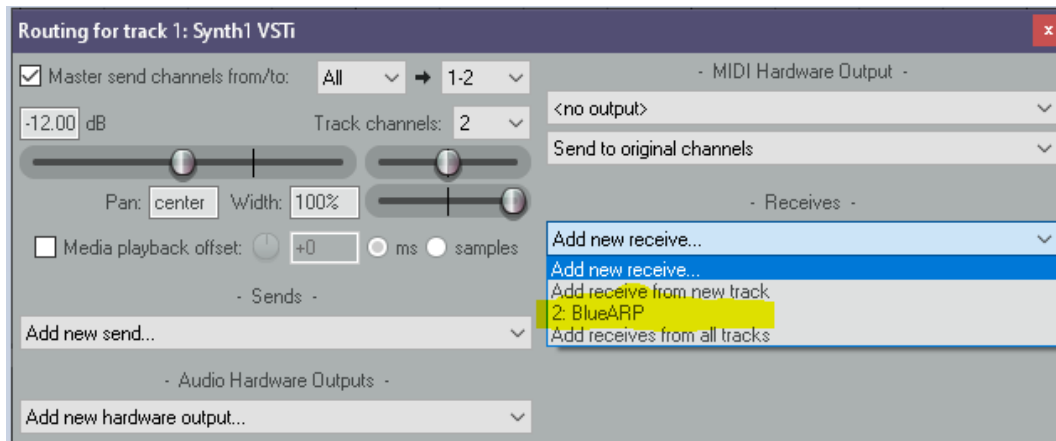 Routing for track 1: Synth1 VSTi
x
Master send channels from/to: All 1-2
-12.00 dB Track channels: 2
Pan: center Width: 100%
Media playback offset: +0 ms samples
- Sends -
Add new send...
- Audio Hardware Outputs -
Add new hardware output...
- MIDI Hardware Output -
<no output>
Send to original channels
- Receives -
Add new receive...
Add new receive...
Add receive from new track
2: BlueARP
Add receives from all tracks